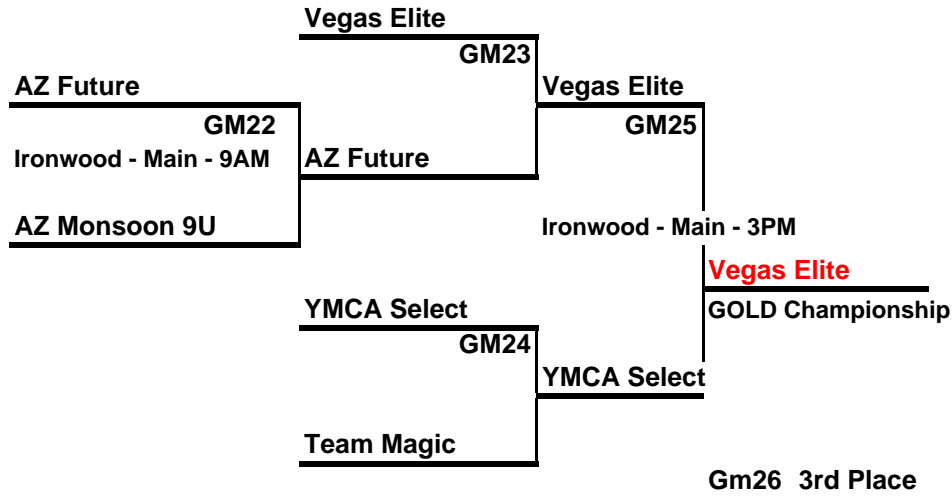 Vegas Elite
GM23
AZ Future
Vegas Elite
GM22
GM25
Ironwood - Main - 9AM
AZ Future
AZ Monsoon 9U
Ironwood - Main - 3PM
Vegas Elite
YMCA Select
GOLD Championship
GM24
YMCA Select
Team Magic
Gm26 3rd Place